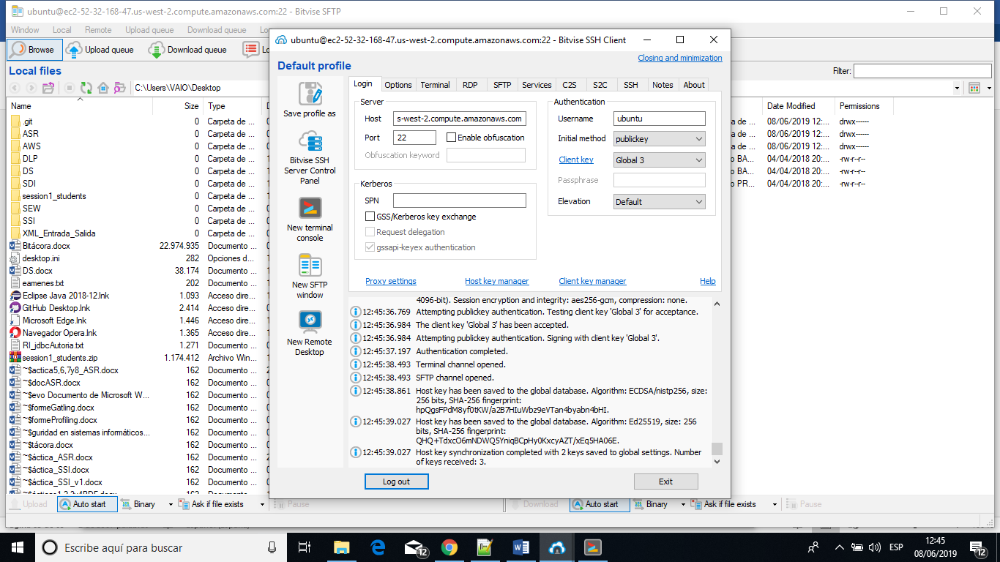 ubuntu@ec2-52-32-168-47.us-west-2.compute.amazonaws.com:22 - Bitvise SFTP
Window Local Remote Upload queue Download queue
Browse Upload queue Download queue
Local files
Filter:
C:\Users\VAIO\Desktop
Name Size Type
.git 0 Carpeta de ...
ASR 0 Carpeta de ...
AWS 0 Carpeta de ...
DLP 0 Carpeta de ...
DS 0 Carpeta de ...
SDI 0 Carpeta de ...
session1_students 0 Carpeta de ...
SEW 0 Carpeta de ...
SSI 0 Carpeta de ...
XML_Entrada_Salida 0 Carpeta de ...
Bitácora.docx 22.974.935 Documento ...
desktop.ini 282 Opciones d...
DS.docx 38.174 Documento ...
eamenes.txt 202 Documento ...
Eclipse Java 2018-12.lnk 1.093 Acceso dire...
GitHub Desktop.lnk 2.414 Acceso dire...
Microsoft Edge.lnk 1.446 Acceso dire...
Navegador Opera.lnk 1.365 Acceso dire...
RI_jdbcAutoria.txt 1.271 Documento ...
session1_students.zip 1.174.412 Archivo Win...
~$actica5,6,7y8_ASR.docx 162 Documento ...
~$docASR.docx 162 Documento ...
~$evo Documento de Microsoft W... 162 Documento ...
~$formeGatling.docx 162 Documento ...
~$formeProfiling.docx 162 Documento ...
~$guridad en sistemas informáticos... 162 Documento ...
~$tácora.docx 162 Documento ...
~$áctica_ASR.docx 162 Documento ...
~$áctica_SSI.docx 162 Documento ...
~$áctica_SSI_v1.docx 162 Documento ...
Upload Auto start Binary Ask if file exists Pause
ubuntu@ec2-52-32-168-47.us-west-2.compute.amazonaws.com:22 - Bitvise SSH Client
Closing and minimization
Default profile
Save profile as
Bitvise SSH
Server Control
Panel
New terminal
console
New SFTP
window
New Remote
Desktop
Login Options Terminal RDP SFTP Services C2S S2C SSH Notes About
Server
Host s-west-2.compute.amazonaws.com
Port 22 Enable obfuscation
Obfuscation keyword
Kerberos
SPN
GSS/Kerberos key exchange
Request delegation
gssapi-keyex authentication
Authentication
Username ubuntu
Initial method publickey
Client key Global 3
Passphrase
Elevation Default
Proxy settings Host key manager Client key manager Help
4096-bit). Session encryption and integrity: aes256-gcm, compression: none.
12:45:36.769 Attempting publickey authentication. Testing client key 'Global 3' for acceptance.
12:45:36.984 The client key 'Global 3' has been accepted.
12:45:36.984 Attempting publickey authentication. Signing with client key 'Global 3'.
12:45:37.197 Authentication completed.
12:45:38.493 Terminal channel opened.
12:45:38.493 SFTP channel opened.
12:45:38.861 Host key has been saved to the global database. Algorithm: ECDSA/nistp256, size:
256 bits, SHA-256 fingerprint:
hpQgsFPdM8yf0tKW/a2B7HIuWbz9eVTan4byabn4bHI.
12:45:39.027 Host key has been saved to the global database. Algorithm: Ed25519, size: 256
bits, SHA-256 fingerprint:
QHQ+TdxcO6mNDWQ5YniqBCpHy0KxcyAZT/xEq5HA06E.
12:45:39.027 Host key synchronization completed with 2 keys saved to global settings. Number
of keys received: 3.
Log out Exit
Date Modified Permissions
a de ... 08/06/2019 12:... drwx------
a de ... 08/06/2019 12:... drwx------
a de ... 08/06/2019 12:... drwx------
o BA... 04/04/2018 20:... -rw-r--r--
o BA... 04/04/2018 20:... -rw-r--r--
o PR... 04/04/2018 20:... -rw-r--r--
Download Auto start Binary Ask if file exists Pause
Escribe aquí para buscar
12
ESP
12:45
08/06/2019
12